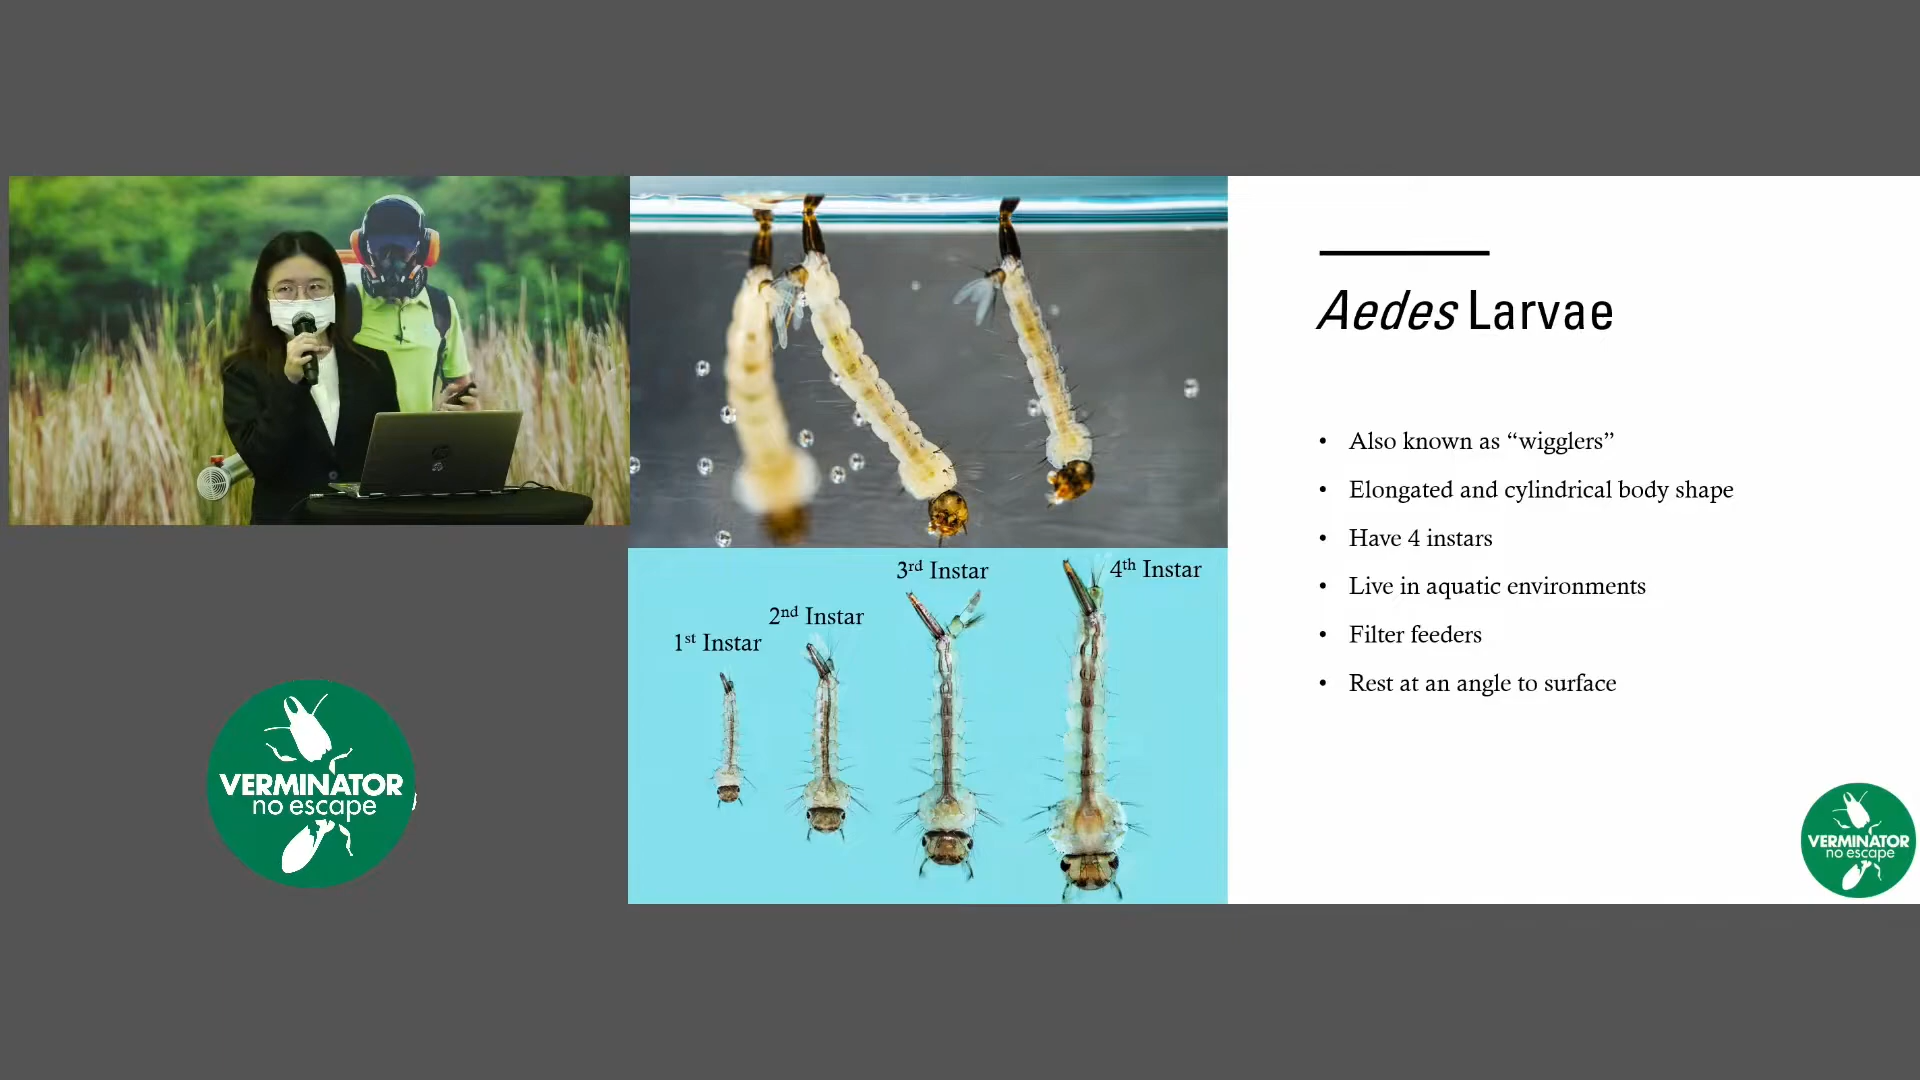 Aedes Larvae
• Also known as “wigglers”
• Elongated and cylindrical body shape
• Have 4 instars
• Live in aquatic environments
• Filter feeders
• Rest at an angle to surface
1st Instar
2nd Instar
3rd Instar
4th Instar
VERMINATOR
no escape
VERMINATOR
no escape